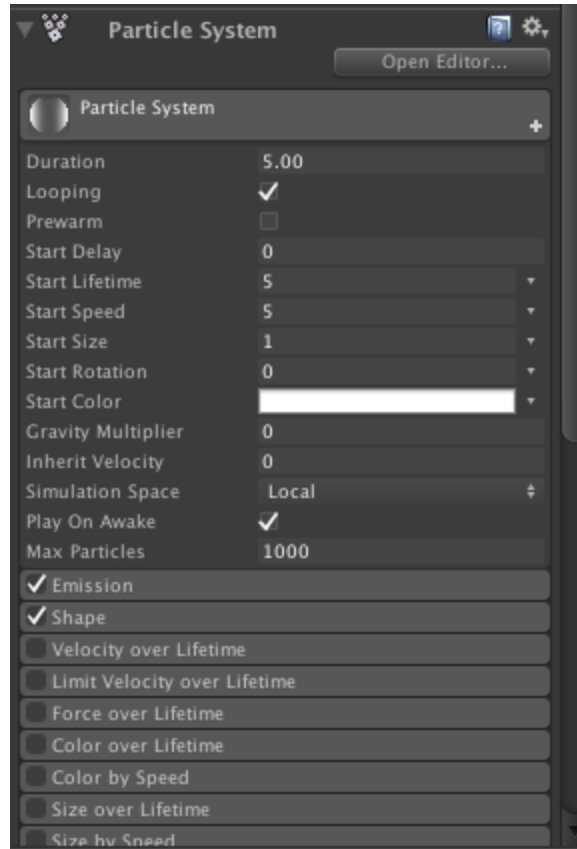 Particle System
Open Editor...
Particle System
Duration 5.00
Looping
Prewarm
Start Delay 0
Start Lifetime 5
Start Speed 5
Start Size 1
Start Rotation 0
Start Color
Gravity Multiplier 0
Inherit Velocity 0
Simulation Space Local
Play On Awake
Max Particles 1000
Emission
Shape
Velocity over Lifetime
Limit Velocity over Lifetime
Force over Lifetime
Color over Lifetime
Color by Speed
Size over Lifetime
Size by Speed